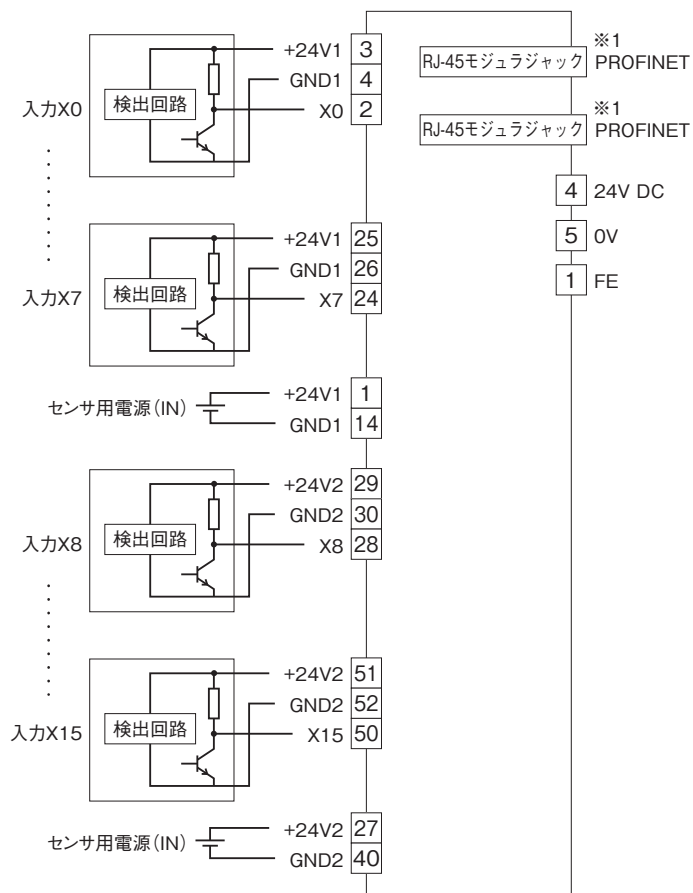 +24V1 3
GND1 4
X0 2
検出回路
入力X0
+24V1 25
GND1 26
X7 24
検出回路
入力X7
+24V1 1
GND1 14
センサ用電源(IN)
+24V2 29
GND2 30
X8 28
検出回路
入力X8
+24V2 51
GND2 52
X15 50
検出回路
入力X15
+24V2 27
GND2 40
センサ用電源(IN)
RJ-45モジュラジャック
※1
PROFINET
RJ-45モジュラジャック
※1
PROFINET
4 24V DC
5 0V
1 FE